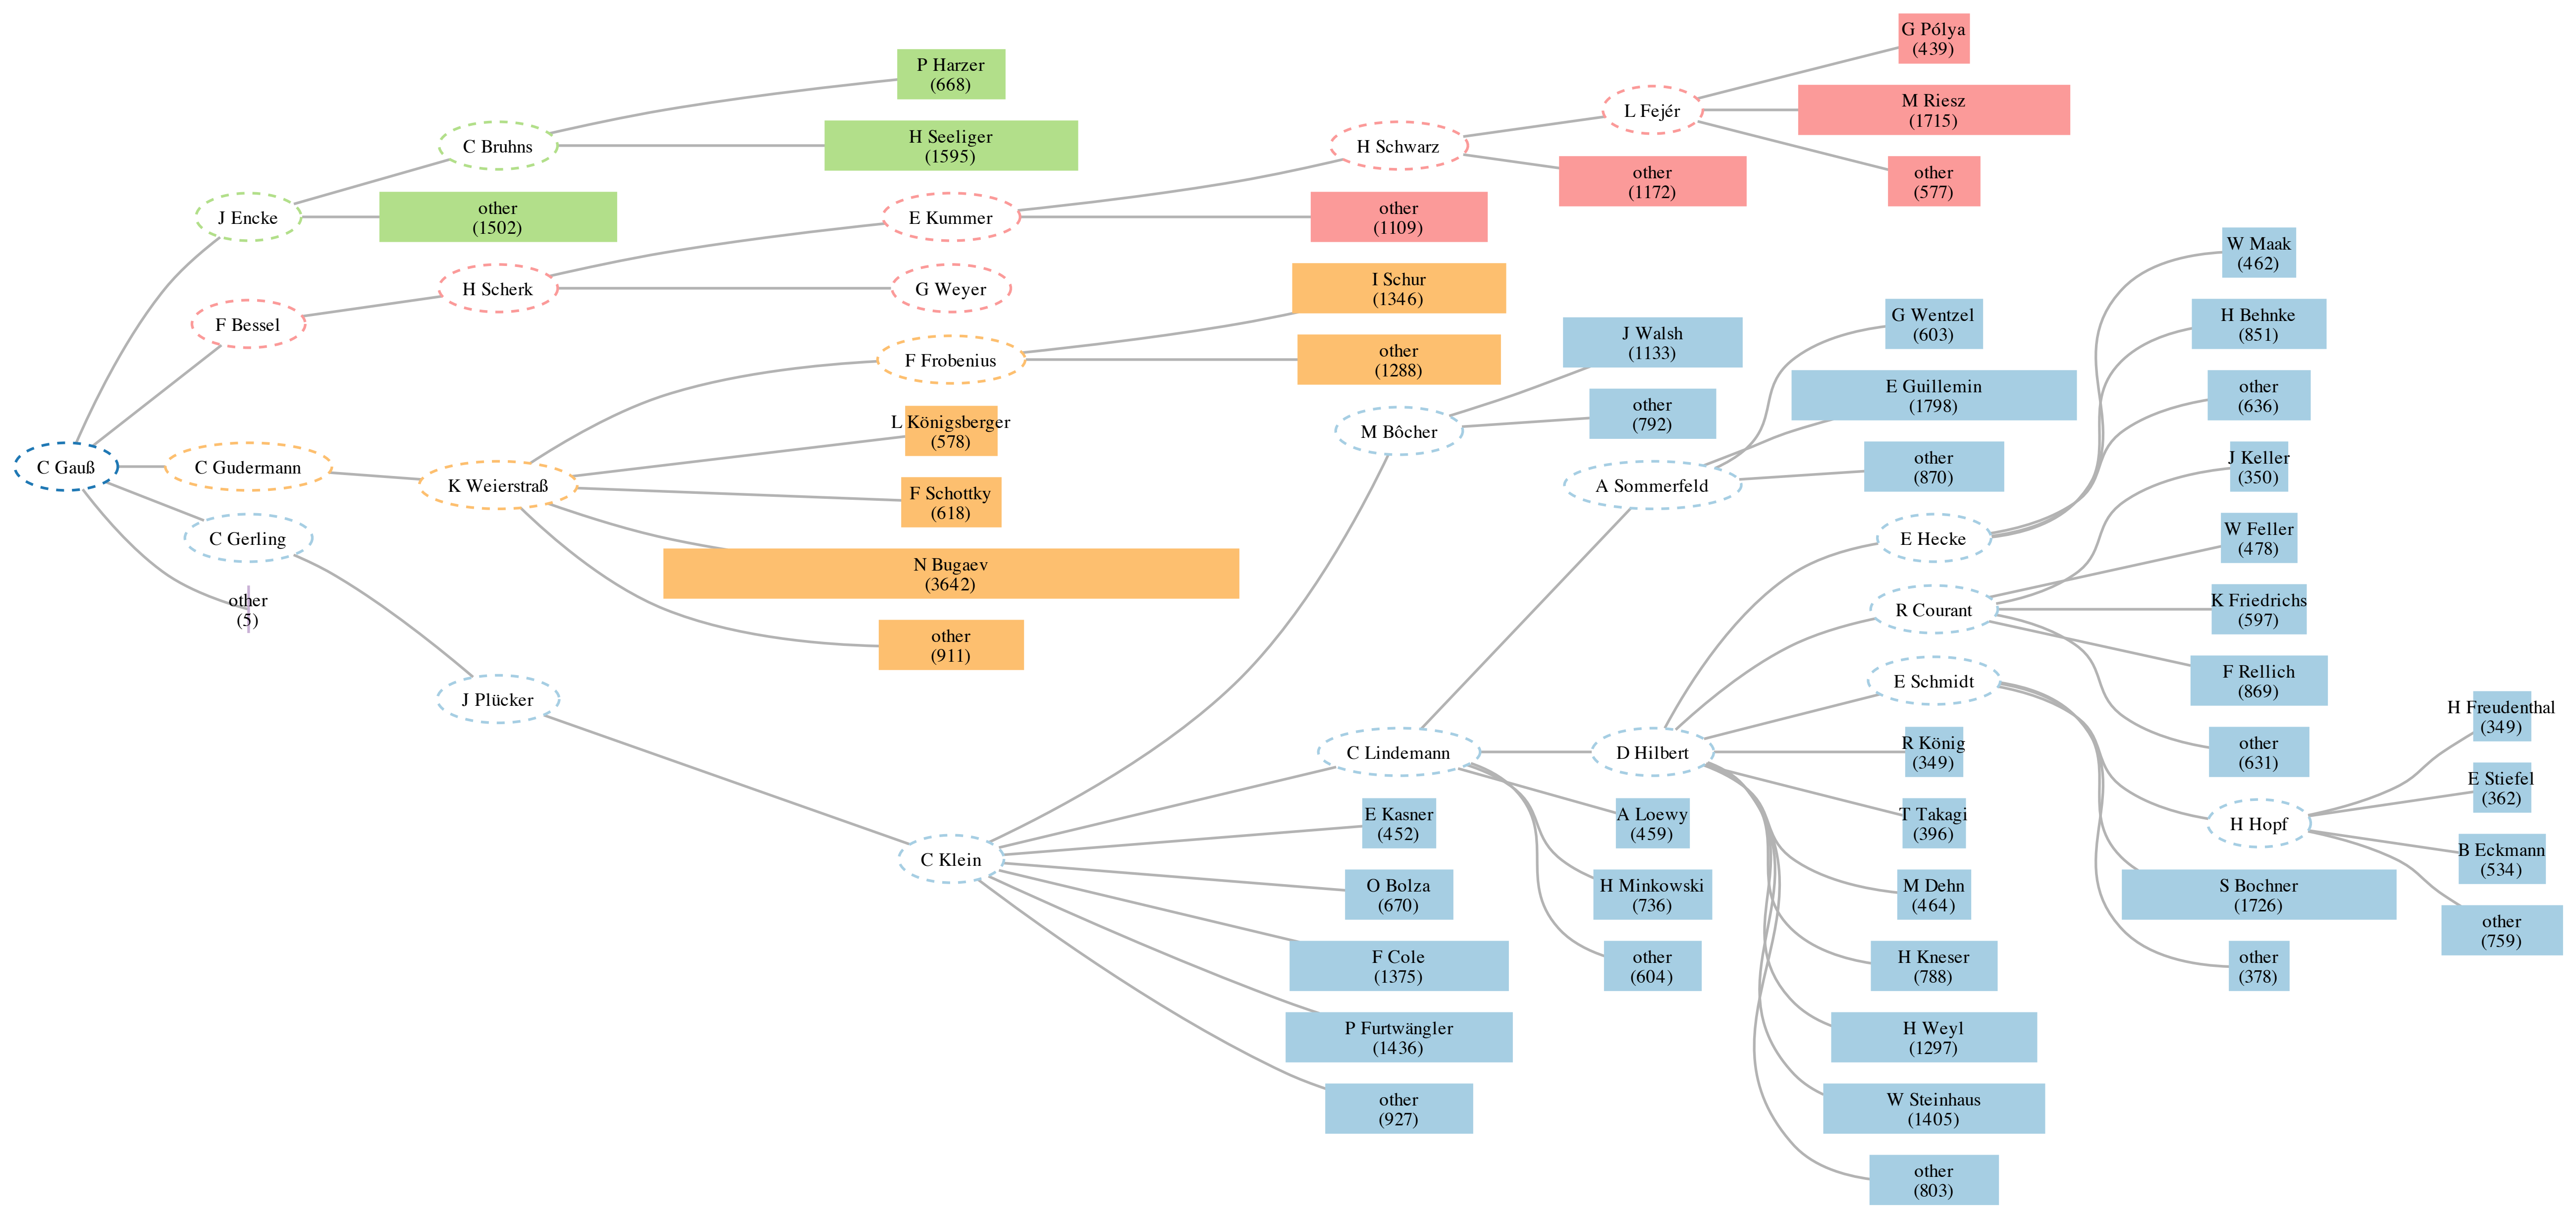 C Gauß
J Encke
F Bessel
C Gudermann
C Gerling
other
(5)
C Bruhns
other
(1502)
H Scherk
K Weierstraß
J Plücker
P Harzer
(668)
H Seeliger
(1595)
E Kummer
G Weyer
F Frobenius
L Königsberger
(578)
F Schottky
(618)
N Bugaev
(3642)
other
(911)
C Klein
H Schwarz
other
(1109)
I Schur
(1346)
other
(1288)
M Bôcher
C Lindemann
E Kasner
(452)
O Bolza
(670)
F Cole
(1375)
P Furtwängler
(1436)
other
(927)
L Fejér
other
(1172)
J Walsh
(1133)
other
(792)
A Sommerfeld
D Hilbert
A Loewy
(459)
H Minkowski
(736)
other
(604)
G Pólya
(439)
M Riesz
(1715)
other
(577)
G Wentzel
(603)
E Guillemin
(1798)
other
(870)
E Hecke
R Courant
E Schmidt
R König
(349)
T Takagi
(396)
M Dehn
(464)
H Kneser
(788)
H Weyl
(1297)
W Steinhaus
(1405)
other
(803)
W Maak
(462)
H Behnke
(851)
other
(636)
J Keller
(350)
W Feller
(478)
K Friedrichs
(597)
F Rellich
(869)
other
(631)
H Hopf
S Bochner
(1726)
other
(378)
H Freudenthal
(349)
E Stiefel
(362)
B Eckmann
(534)
other
(759)